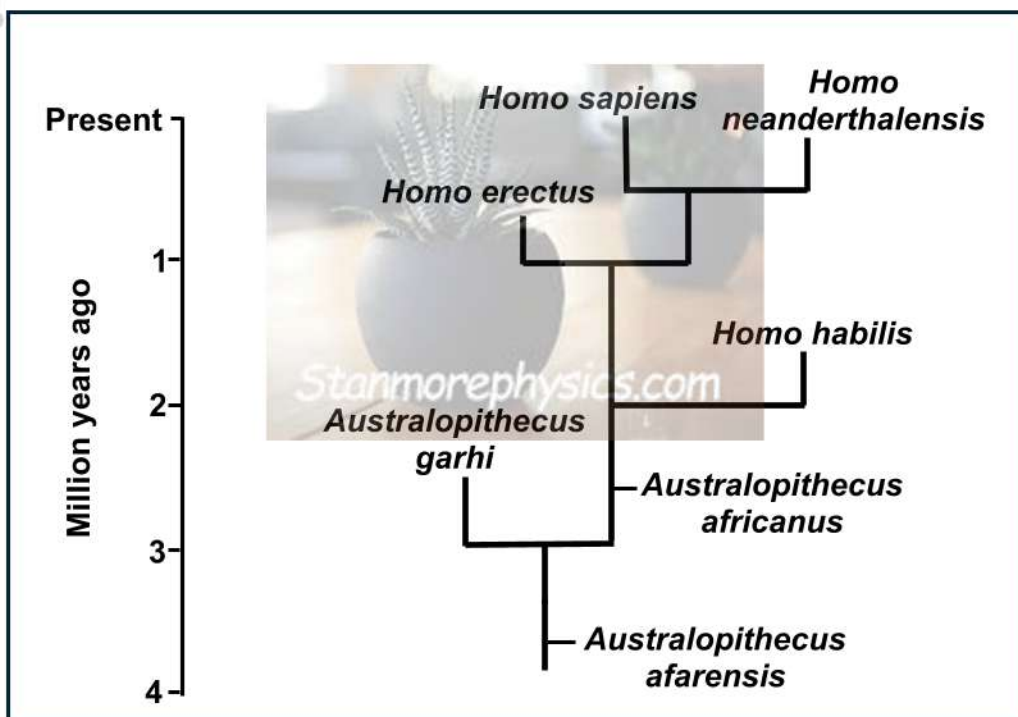 Homo sapiens
Homo
neanderthalensis
Present
Homo erectus
1
Homo habilis
Stanmorephysics.com
2
Australopithecus
garhi
Million years ago
Australopithecus
africanus
3
Australopithecus
afarensis
4